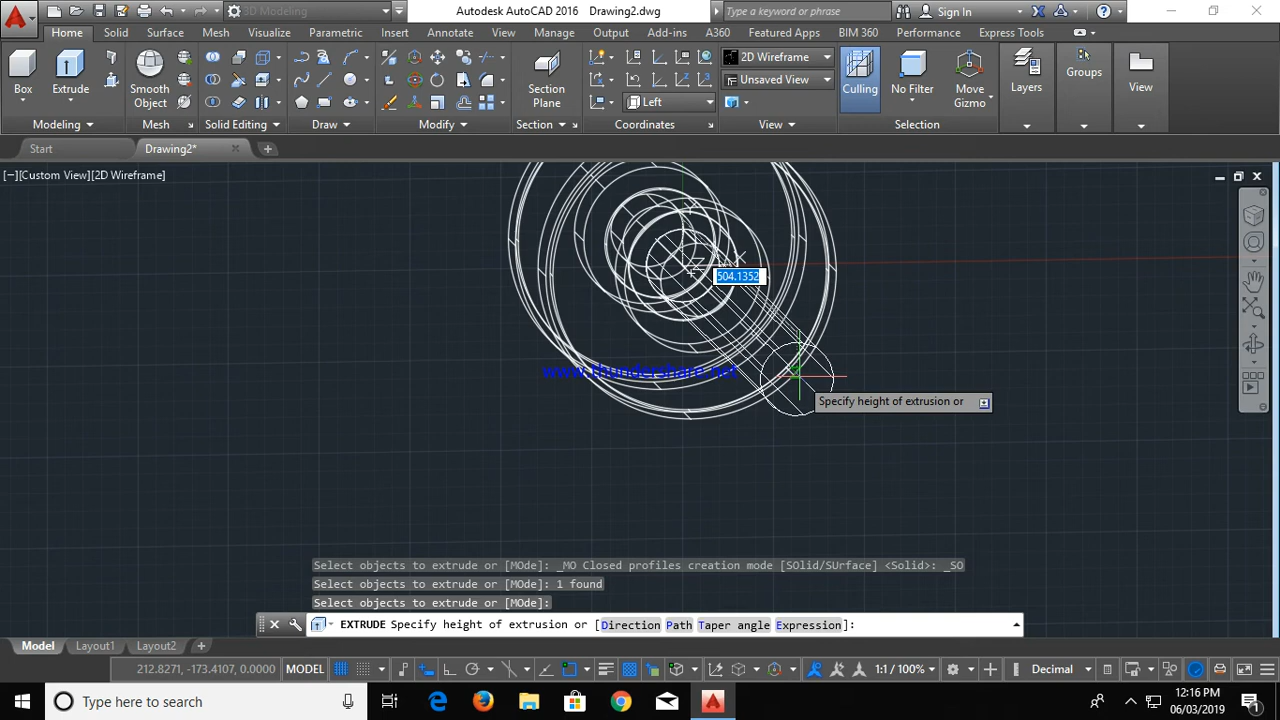 3D Modeling
Autodesk AutoCAD 2016 Drawing2.dwg
Type a keyword or phrase
Sign In
Home Solid Surface Mesh Visualize Parametric Insert Annotate View Manage Output Add-ins A360 Featured Apps BIM 360 Performance Express Tools
2D Wireframe
Unsaved View
Left
Box Extrude Smooth Object Section Plane Culling No Filter Move Gizmo Layers Groups View
Modeling Mesh Solid Editing Draw Modify Section Coordinates View Selection
Start Drawing2*
[−][Custom View][2D Wireframe]
504.1352
www.thundershare.net
Specify height of extrusion or
Select objects to extrude or [MOde]: _MO Closed profiles creation mode [SOlid/SUrface] <Solid>: _SO
Select objects to extrude or [MOde]: 1 found
Select objects to extrude or [MOde]:
EXTRUDE Specify height of extrusion or [Direction Path Taper angle Expression]:
Model Layout1 Layout2
212.8271, -173.4107, 0.0000 MODEL 1:1 / 100% Decimal
Type here to search
12:16 PM
06/03/2019